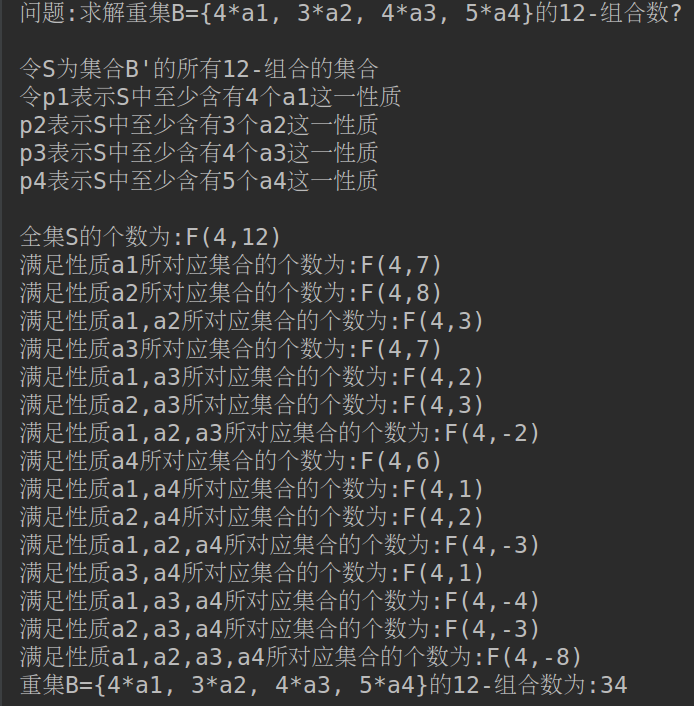 问题:求解重集B={4*a1, 3*a2, 4*a3, 5*a4}的12-组合数?
令S为集合B'的所有12-组合的集合
令p1表示S中至少含有4个a1这一性质
p2表示S中至少含有3个a2这一性质
p3表示S中至少含有4个a3这一性质
p4表示S中至少含有5个a4这一性质
全集S的个数为:F(4,12)
满足性质a1所对应集合的个数为:F(4,7)
满足性质a2所对应集合的个数为:F(4,8)
满足性质a1,a2所对应集合的个数为:F(4,3)
满足性质a3所对应集合的个数为:F(4,7)
满足性质a1,a3所对应集合的个数为:F(4,2)
满足性质a2,a3所对应集合的个数为:F(4,3)
满足性质a1,a2,a3所对应集合的个数为:F(4,-2)
满足性质a4所对应集合的个数为:F(4,6)
满足性质a1,a4所对应集合的个数为:F(4,1)
满足性质a2,a4所对应集合的个数为:F(4,2)
满足性质a1,a2,a4所对应集合的个数为:F(4,-3)
满足性质a3,a4所对应集合的个数为:F(4,1)
满足性质a1,a3,a4所对应集合的个数为:F(4,-4)
满足性质a2,a3,a4所对应集合的个数为:F(4,-3)
满足性质a1,a2,a3,a4所对应集合的个数为:F(4,-8)
重集B={4*a1, 3*a2, 4*a3, 5*a4}的12-组合数为:34